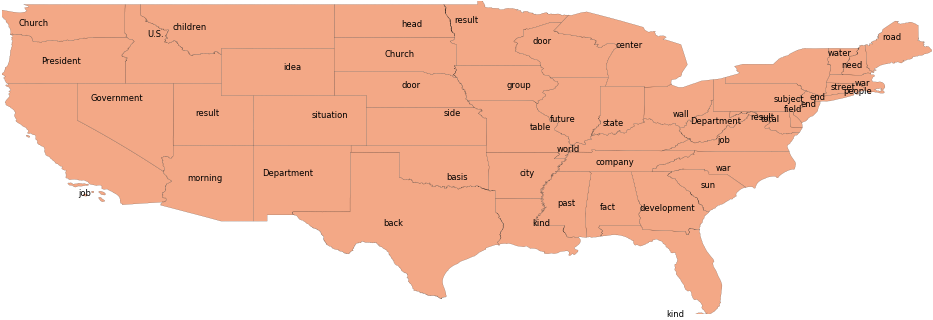 Church
U.S.
children
head
result
door
center
road
President
idea
Church
door
group
water
need
Government
result
situation
side
table
future
state
wall
Department
subject
field
end
end
street
war
people
result
total
job
world
company
war
morning
Department
basis
city
sun
job
back
kind
past
fact
development
kind